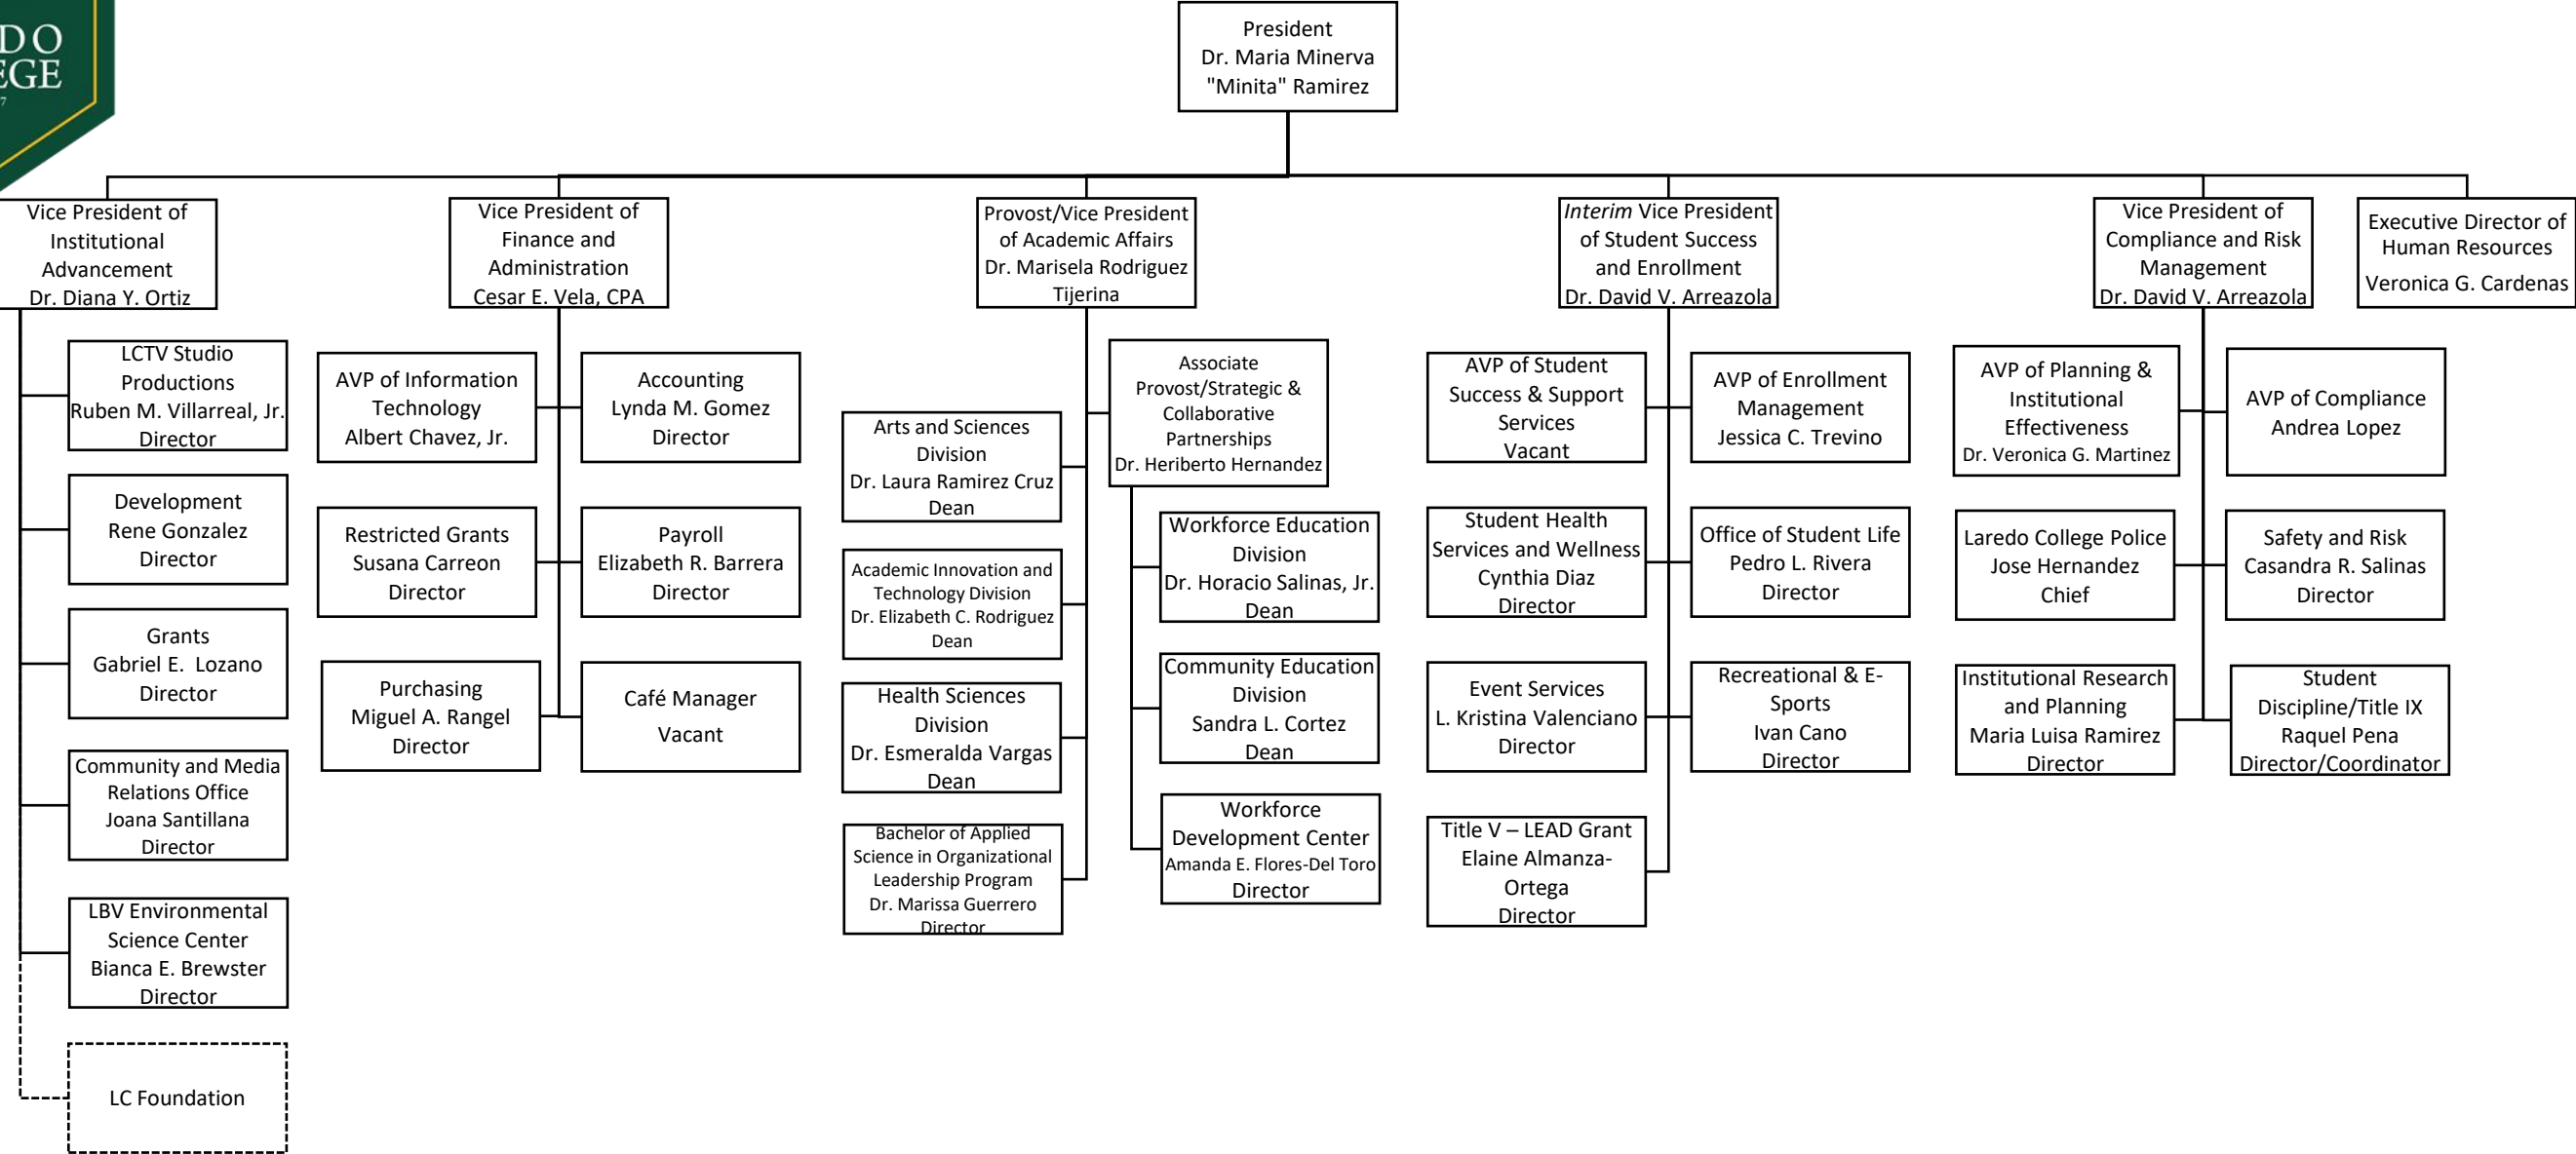 DO
EGE
7
President
Dr. Maria Minerva
"Minita" Ramirez
Vice President of
Institutional
Advancement
Dr. Diana Y. Ortiz
Vice President of
Finance and
Administration
Cesar E. Vela, CPA
Provost/Vice President
of Academic Affairs
Dr. Marisela Rodriguez
Tijerina
Interim Vice President
of Student Success
and Enrollment
Dr. David V. Arreazola
Vice President of
Compliance and Risk
Management
Dr. David V. Arreazola
Executive Director of
Human Resources
Veronica G. Cardenas
LCTV Studio
Productions
Ruben M. Villarreal, Jr.
Director
Development
Rene Gonzalez
Director
Grants
Gabriel E. Lozano
Director
Community and Media
Relations Office
Joana Santillana
Director
LBV Environmental
Science Center
Bianca E. Brewster
Director
LC Foundation
AVP of Information
Technology
Albert Chavez, Jr.
Accounting
Lynda M. Gomez
Director
Restricted Grants
Susana Carreon
Director
Payroll
Elizabeth R. Barrera
Director
Purchasing
Miguel A. Rangel
Director
Café Manager
Vacant
Associate
Provost/Strategic &
Collaborative
Partnerships
Dr. Heriberto Hernandez
Arts and Sciences
Division
Dr. Laura Ramirez Cruz
Dean
Academic Innovation and
Technology Division
Dr. Elizabeth C. Rodriguez
Dean
Health Sciences
Division
Dr. Esmeralda Vargas
Dean
Bachelor of Applied
Science in Organizational
Leadership Program
Dr. Marissa Guerrero
Director
Workforce Education
Division
Dr. Horacio Salinas, Jr.
Dean
Community Education
Division
Sandra L. Cortez
Dean
Workforce
Development Center
Amanda E. Flores-Del Toro
Director
AVP of Student
Success & Support
Services
Vacant
AVP of Enrollment
Management
Jessica C. Trevino
Student Health
Services and Wellness
Cynthia Diaz
Director
Office of Student Life
Pedro L. Rivera
Director
Event Services
L. Kristina Valenciano
Director
Recreational & E-
Sports
Ivan Cano
Director
Title V – LEAD Grant
Elaine Almanza-
Ortega
Director
AVP of Planning &
Institutional
Effectiveness
Dr. Veronica G. Martinez
AVP of Compliance
Andrea Lopez
Laredo College Police
Jose Hernandez
Chief
Safety and Risk
Casandra R. Salinas
Director
Institutional Research
and Planning
Maria Luisa Ramirez
Director
Student
Discipline/Title IX
Raquel Pena
Director/Coordinator